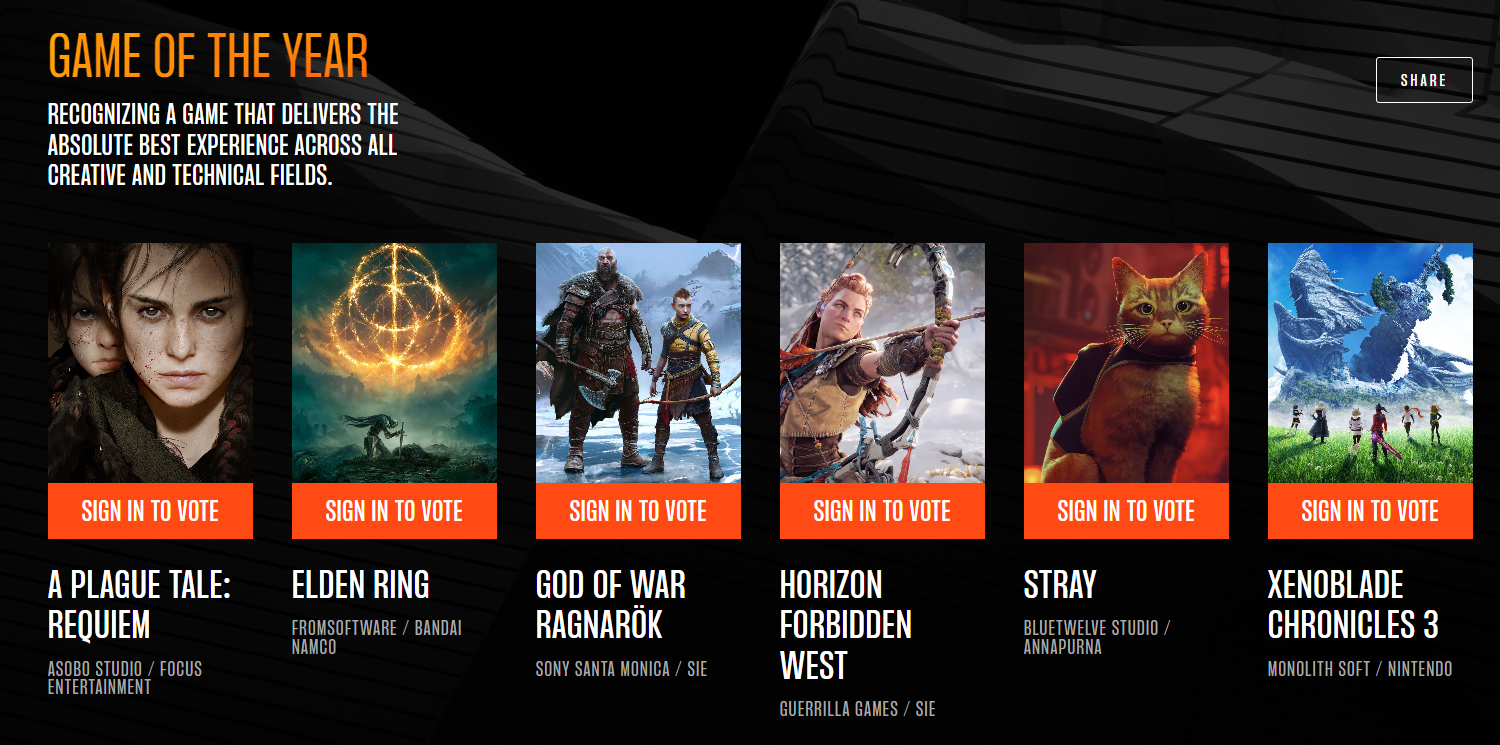 GAME OF THE YEAR
SHARE
RECOGNIZING A GAME THAT DELIVERS THE
ABSOLUTE BEST EXPERIENCE ACROSS ALL
CREATIVE AND TECHNICAL FIELDS.
SIGN IN TO VOTE
A PLAGUE TALE:
REQUIEM
ASOBO STUDIO / FOCUS
ENTERTAINMENT
SIGN IN TO VOTE
ELDEN RING
FROMSOFTWARE / BANDAI
NAMCO
SIGN IN TO VOTE
GOD OF WAR
RAGNARÖK
SONY SANTA MONICA / SIE
SIGN IN TO VOTE
HORIZON
FORBIDDEN
WEST
GUERRILLA GAMES / SIE
SIGN IN TO VOTE
STRAY
BLUETWELVE STUDIO /
ANNAPURNA
SIGN IN TO VOTE
XENOBLADE
CHRONICLES 3
MONOLITH SOFT / NINTENDO